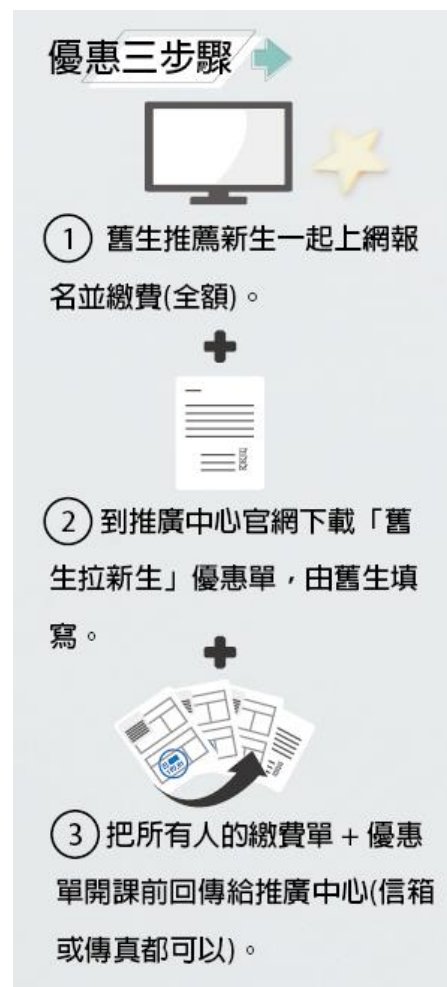 優惠三步驟
① 舊生推薦新生一起上網報
名並繳費(全額)。
② 到推廣中心官網下載「舊
生拉新生」優惠單，由舊生填
寫。
③ 把所有人的繳費單 + 優惠
單開課前回傳給推廣中心(信箱
或傳真都可以)。